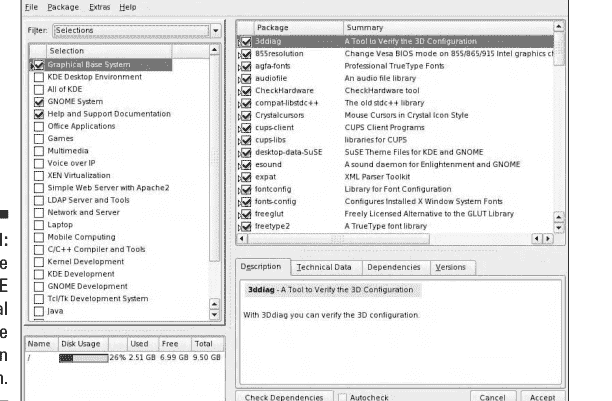 File Package Extras Help
Filter: Selections
Selection
Graphical Base System
KDE Desktop Environment
All of KDE
GNOME System
Help and Support Documentation
Office Applications
Games
Multimedia
Voice over IP
XEN Virtualization
Simple Web Server with Apache2
LDAP Server and Tools
Network and Server
Laptop
Mobile Computing
C/C++ Compiler and Tools
Kernel Development
KDE Development
GNOME Development
Tcl/Tk Development System
Java
Name Disk Usage Used Free Total
/ 26% 2.51 GB 6.99 GB 9.50 GB
Package Summary
3ddiag A Tool to Verify the 3D Configuration
855resolution Change Vesa BIOS mode on 855/865/915 Intel graphics cl
agfa-fonts Professional TrueType Fonts
audiofile An audio file library
CheckHardware CheckHardware tool
compat-libstdc++ The old stdc++ library
Crystalcursors Mouse Cursors in Crystal Icon Style
cups-client CUPS Client Programs
cups-libs libraries for CUPS
desktop-data-SuSE SuSE Theme Files for KDE and GNOME
esound A sound daemon for Enlightenment and GNOME
expat XML Parser Toolkit
fontconfig Library for Font Configuration
fonts-config Configures Installed X Window System Fonts
freeglut Freely Licensed Alternative to the GLUT Library
freetype2 A TrueType font library
Description Technical Data Dependencies Versions
3ddiag - A Tool to Verify the 3D Configuration
With 3Ddiag you can verify the 3D configuration.
Check Dependencies Autocheck Cancel Accept